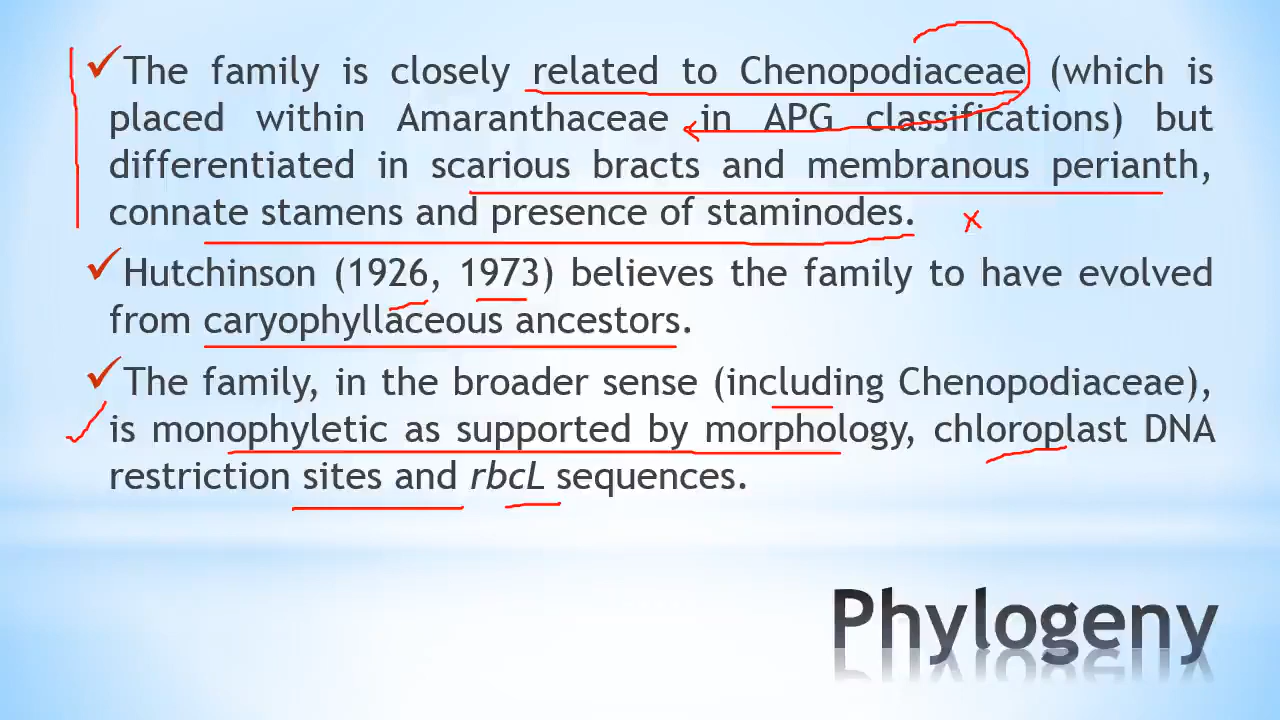 ✓The family is closely related to Chenopodiaceae (which is
placed within Amaranthaceae in APG classifications) but
differentiated in scarious bracts and membranous perianth,
connate stamens and presence of staminodes.
✓Hutchinson (1926, 1973) believes the family to have evolved
from caryophyllaceous ancestors.
✓The family, in the broader sense (including Chenopodiaceae),
is monophyletic as supported by morphology, chloroplast DNA
restriction sites and rbcL sequences.
Phylogeny